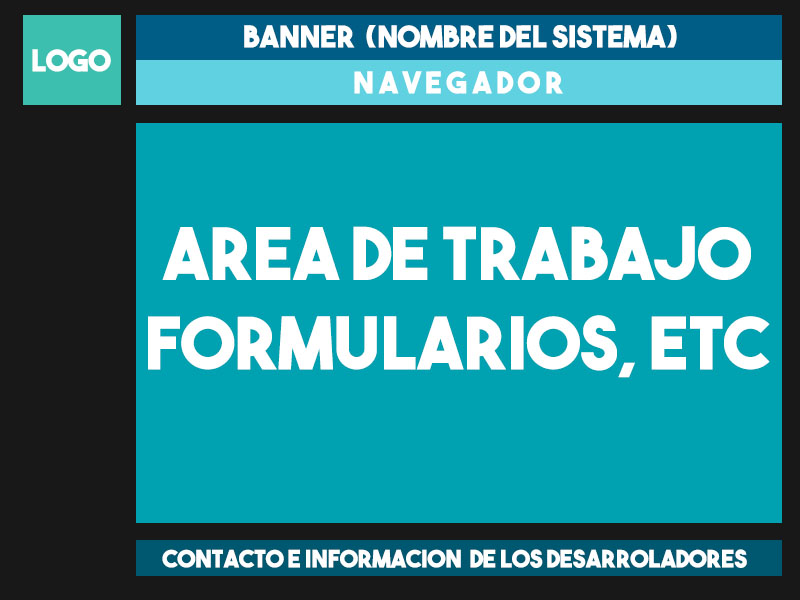 LOGO
BANNER (NOMBRE DEL SISTEMA)
NAVEGADOR
AREA DE TRABAJO
FORMULARIOS, ETC
CONTACTO E INFORMACION DE LOS DESARROLADORES